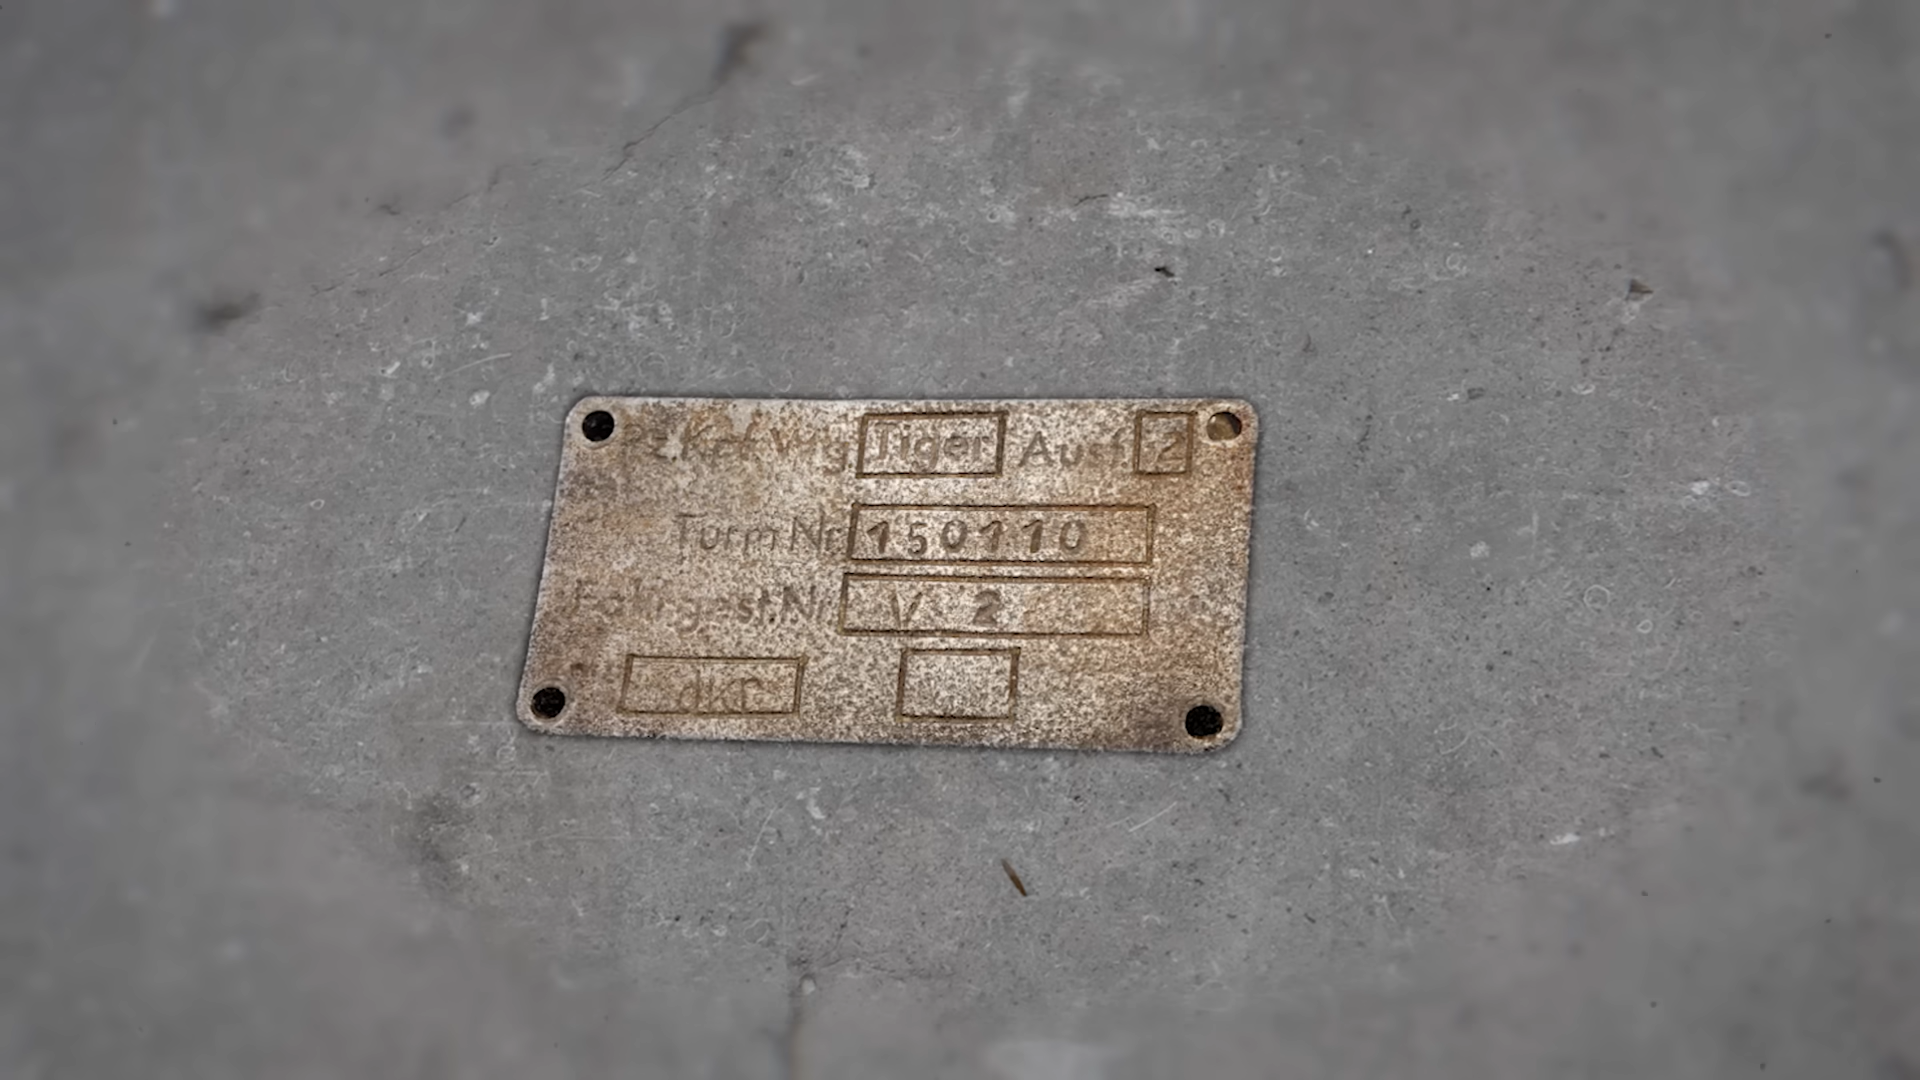 Pz.Kpf.Wg. Tiger Ausf. 2
Turm Nr. 150110
Fahrgest.Nr. V 2
dkr